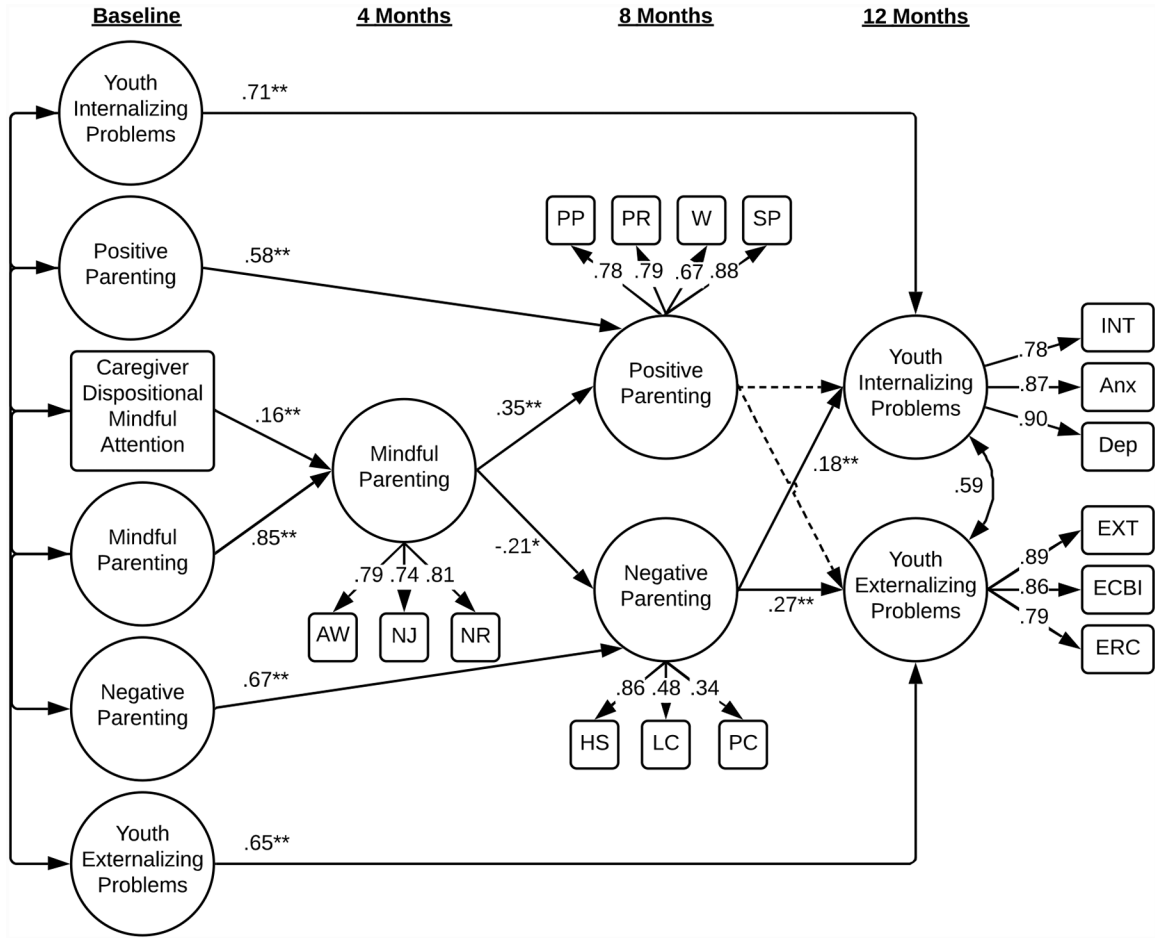 Baseline
4 Months
8 Months
12 Months
Youth
Internalizing
Problems
.71**
Positive
Parenting
.58**
Caregiver
Dispositional
Mindful
Attention
.16**
Mindful
Parenting
.85**
Negative
Parenting
.67**
Youth
Externalizing
Problems
.65**
Mindful
Parenting
.79 .74 .81
AW
NJ
NR
.35**
-.21*
PP
PR
W
SP
.78 .79 .67 .88
Positive
Parenting
Negative
Parenting
.86 .48 .34
HS
LC
PC
.18**
.27**
Youth
Internalizing
Problems
.78
.87
.90
INT
Anx
Dep
.59
Youth
Externalizing
Problems
.89
.86
.79
EXT
ECBI
ERC